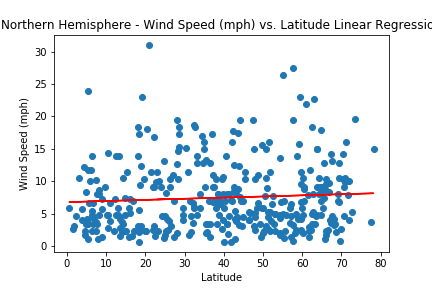 Northern Hemisphere - Wind Speed (mph) vs. Latitude Linear Regressio
Wind Speed (mph)
30
25
20
15
10
5
0
0 10 20 30 40 50 60 70 80
Latitude